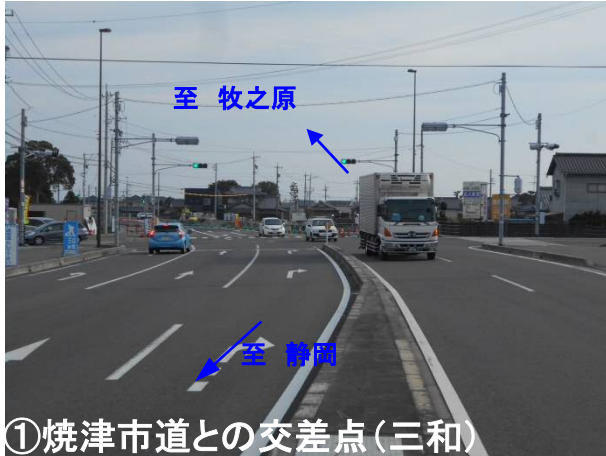 至　牧之原
至　静岡
①焼津市道との交差点（三和）